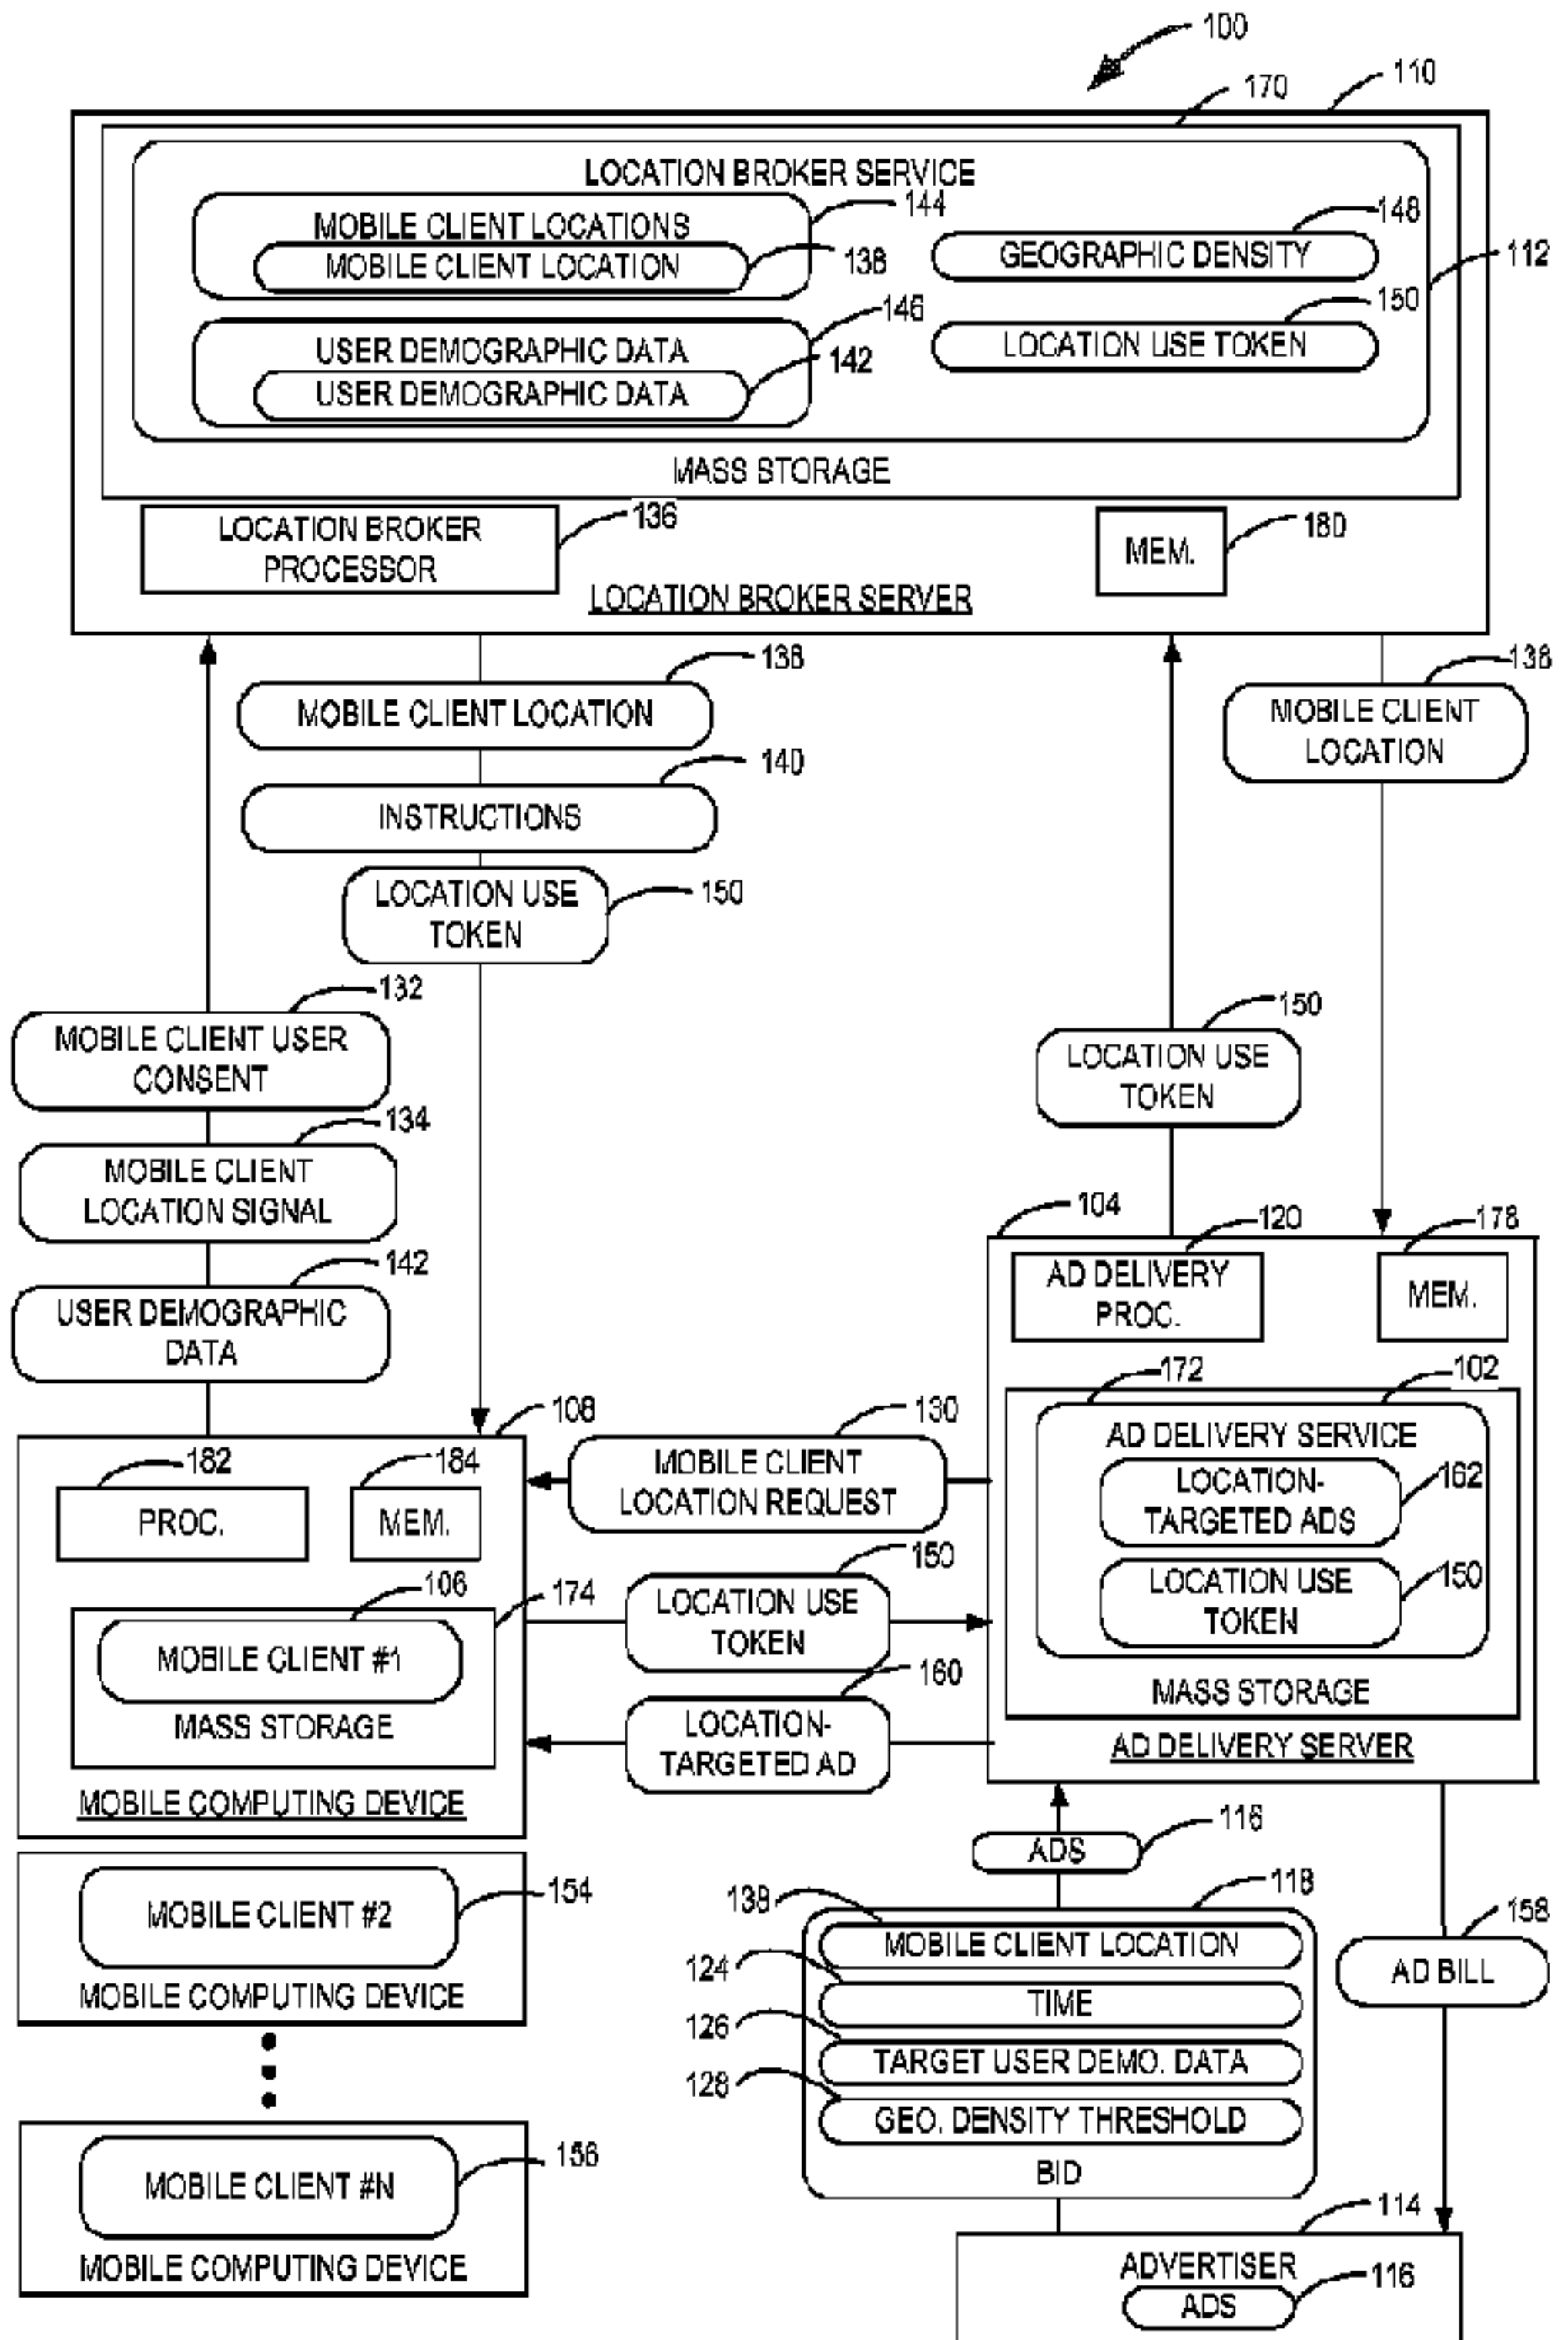 100
110
170
LOCATION BROKER SERVICE
144
MOBILE CLIENT LOCATIONS
148
MOBILE CLIENT LOCATION
138
GEOGRAPHIC DENSITY
112
146
150
USER DEMOGRAPHIC DATA
142
LOCATION USE TOKEN
USER DEMOGRAPHIC DATA
MASS STORAGE
136
LOCATION BROKER
PROCESSOR
180
MEM.
LOCATION BROKER SERVER
138
MOBILE CLIENT LOCATION
138
MOBILE CLIENT
LOCATION
140
INSTRUCTIONS
LOCATION USE
TOKEN
150
132
MOBILE CLIENT USER
CONSENT
150
LOCATION USE
TOKEN
134
MOBILE CLIENT
LOCATION SIGNAL
142
USER DEMOGRAPHIC
DATA
104
120
178
AD DELIVERY
PROC.
MEM.
172
102
AD DELIVERY SERVICE
LOCATION-
TARGETED ADS
162
LOCATION USE
TOKEN
150
MASS STORAGE
AD DELIVERY SERVER
108
182
184
PROC.
MEM.
106
174
MOBILE CLIENT #1
MASS STORAGE
MOBILE COMPUTING DEVICE
130
MOBILE CLIENT
LOCATION REQUEST
150
LOCATION USE
TOKEN
160
LOCATION-
TARGETED AD
MOBILE CLIENT #2
154
MOBILE COMPUTING DEVICE
MOBILE CLIENT #N
156
MOBILE COMPUTING DEVICE
116
ADS
118
138
MOBILE CLIENT LOCATION
124
TIME
126
TARGET USER DEMO. DATA
128
GEO. DENSITY THRESHOLD
BID
158
AD BILL
114
ADVERTISER
116
ADS